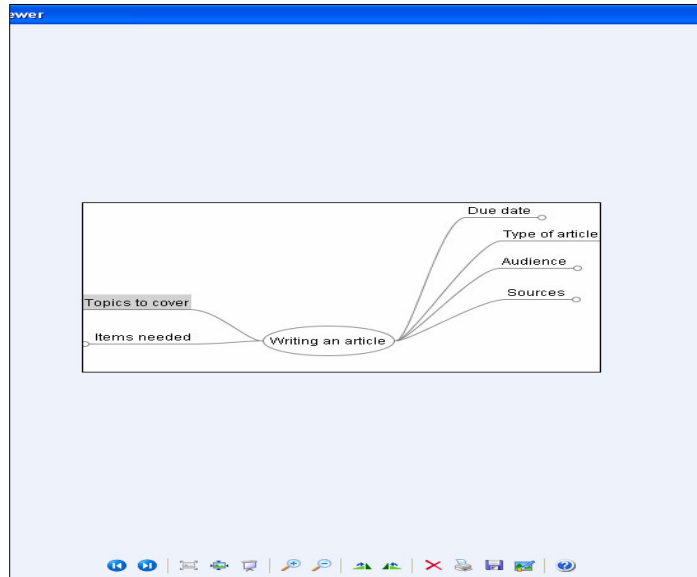 ewer
Due date
Type of article
Audience
Sources
Topics to cover
Items needed
Writing an article